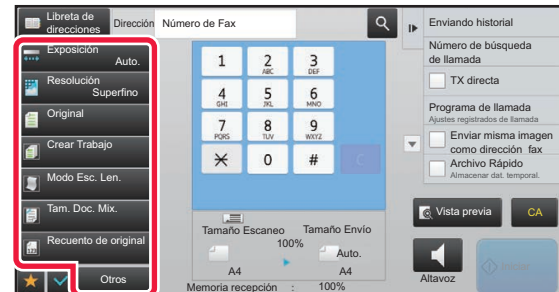 Libreta de
direcciones
Dirección
Número de Fax
Exposición
Auto.
Resolución
Superfino
Original
Crear Trabajo
Modo Esc. Len.
Tam. Doc. Mix.
Recuento de original
Otros
1
2
ABC
3
DEF
4
GHI
5
JKL
6
MNO
7
PQRS
8
TUV
9
WXYZ
0
#
C
Tamaño Escaneo
Tamaño Envío
100%
Auto.
A4
A4
Memoria recepción : 100%
Enviando historial
Número de búsqueda
de llamada
TX directa
Programa de llamada
Ajustes registrados de llamada
Enviar misma imagen
como dirección fax
Archivo Rápido
Almacenar dat. temporal.
Vista previa
CA
Altavoz
Iniciar